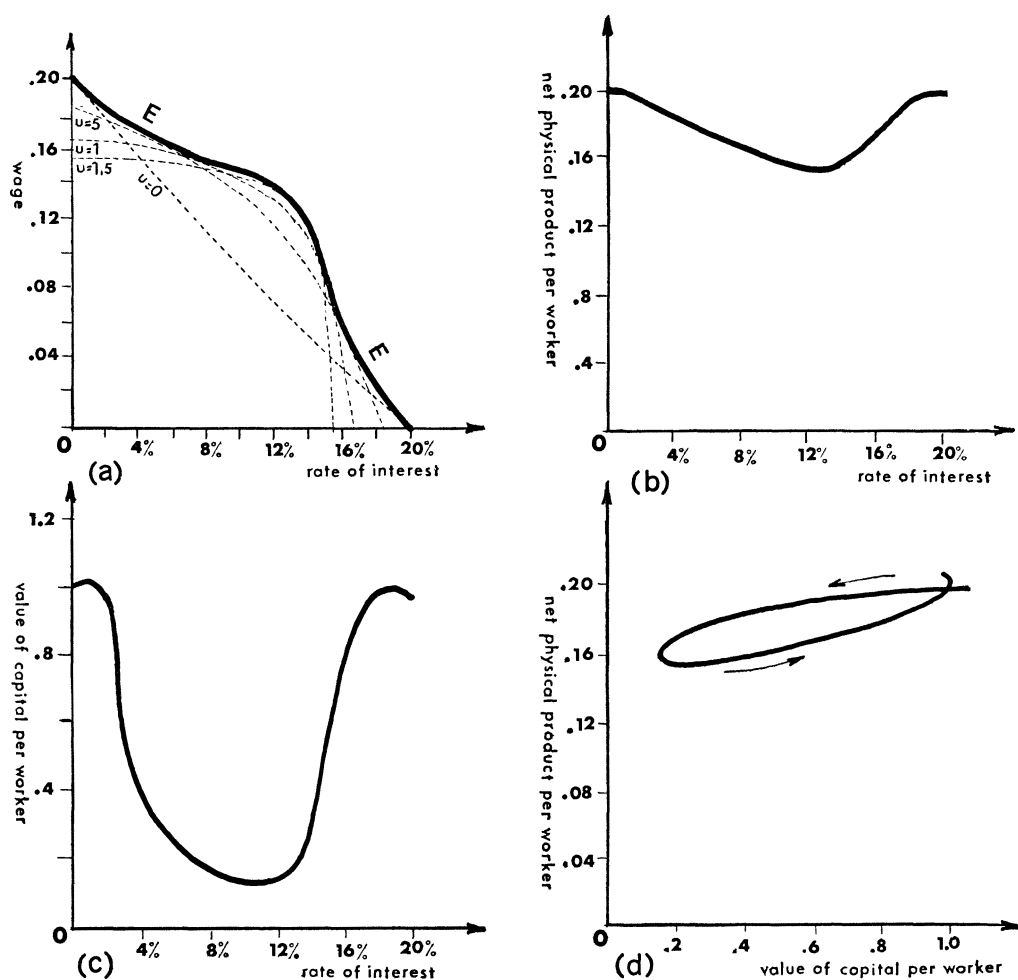 .20
.16
.12
.08
.04
0
wage
E
E
u=5
u=1
u=1,5
u=0
4%
8%
12%
16%
20%
rate of interest
(a)
.20
.16
.12
.8
.4
0
net physical product per worker
4%
8%
12%
16%
20%
rate of interest
(b)
1.2
.8
.4
0
value of capital per worker
4%
8%
12%
16%
20%
rate of interest
(c)
.20
.16
.12
.08
.04
0
net physical product per worker
.2
.4
.6
.8
1.0
value of capital per worker
(d)